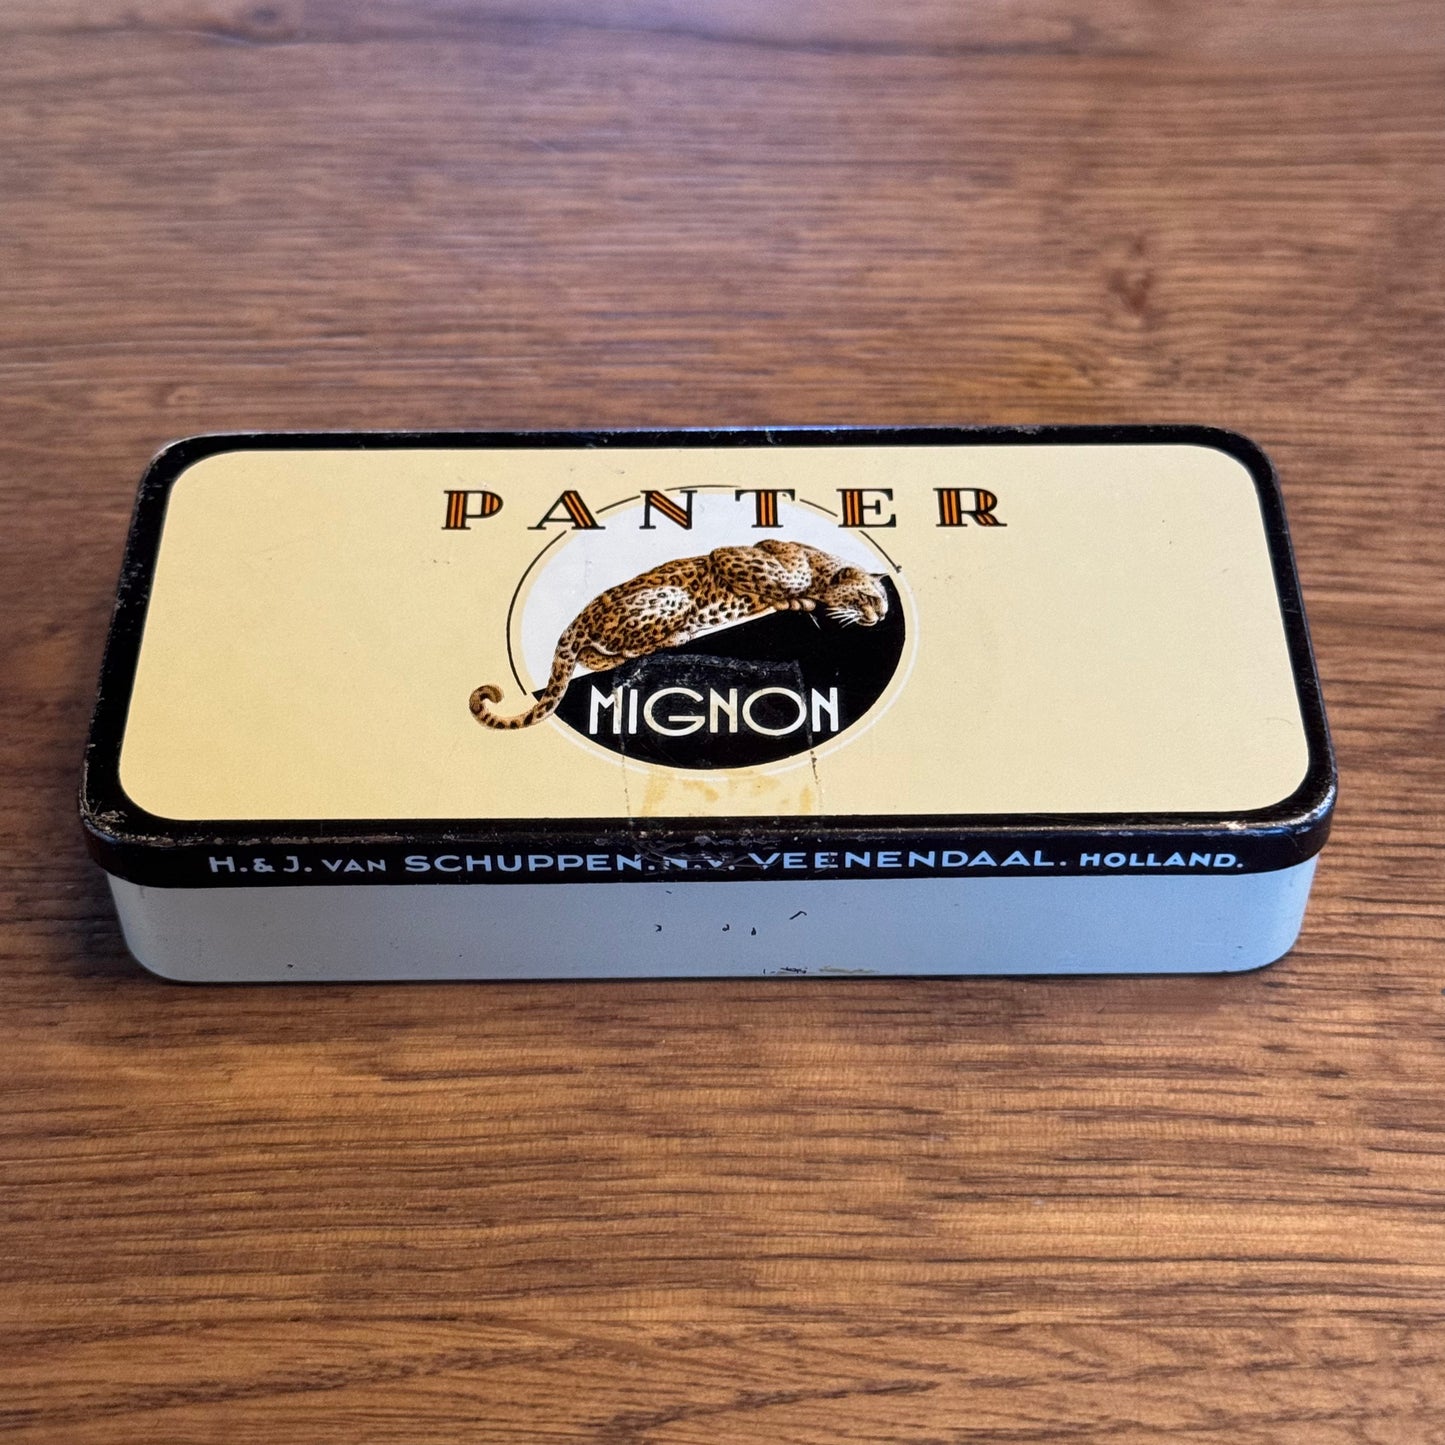 PANTER
MIGNON
H. & J. VAN SCHUPPEN. N.V. VEENENDAAL. HOLLAND.